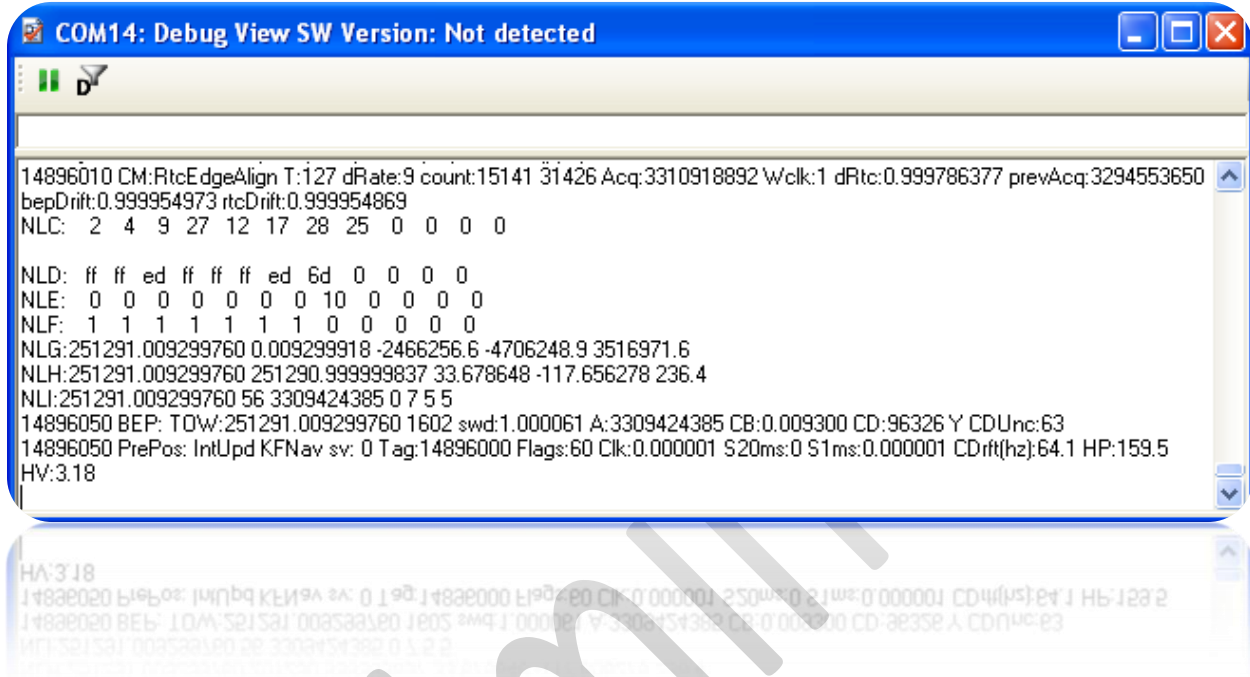 COM14: Debug View SW Version: Not detected
D
14896010 CM:RtcEdgeAlign T:127 dRate:9 count:15141 31426 Acq:3310918892 Wclk:1 dRtc:0.999786377 prevAcq:3294553650
bepDrift:0.999954973 rtcDrift:0.999954869
NLC: 2 4 9 27 12 17 28 25 0 0 0 0
NLD: ff ff ed ff ff ff ed 6d 0 0 0 0
NLE: 0 0 0 0 0 0 0 10 0 0 0 0
NLF: 1 1 1 1 1 1 1 0 0 0 0 0
NLG:251291.009299760 0.009299918 -2466256.6 -4706248.9 3516971.6
NLH:251291.009299760 251290.999999837 33.678648 -117.656278 236.4
NLI:251291.009299760 56 3309424385 0 7 5 5
14896050 BEP: TOW:251291.009299760 1602 swd:1.000061 A:3309424385 CB:0.009300 CD:96326 Y CDUnc:63
14896050 PrePos: IntUpd KFNav sv: 0 Tag:14896000 Flags:60 Clk:0.000001 S20ms:0 S1ms:0.000001 CDrft(hz):64.1 HP:159.5
HV:3.18